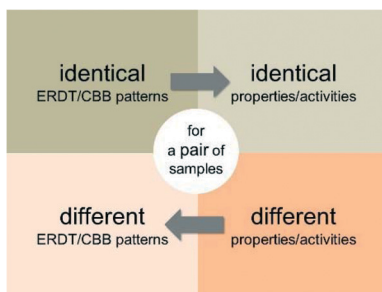 identical
ERDT/CBB patterns
identical
properties/activities
for
a pair of
samples
different
ERDT/CBB patterns
different
properties/activities